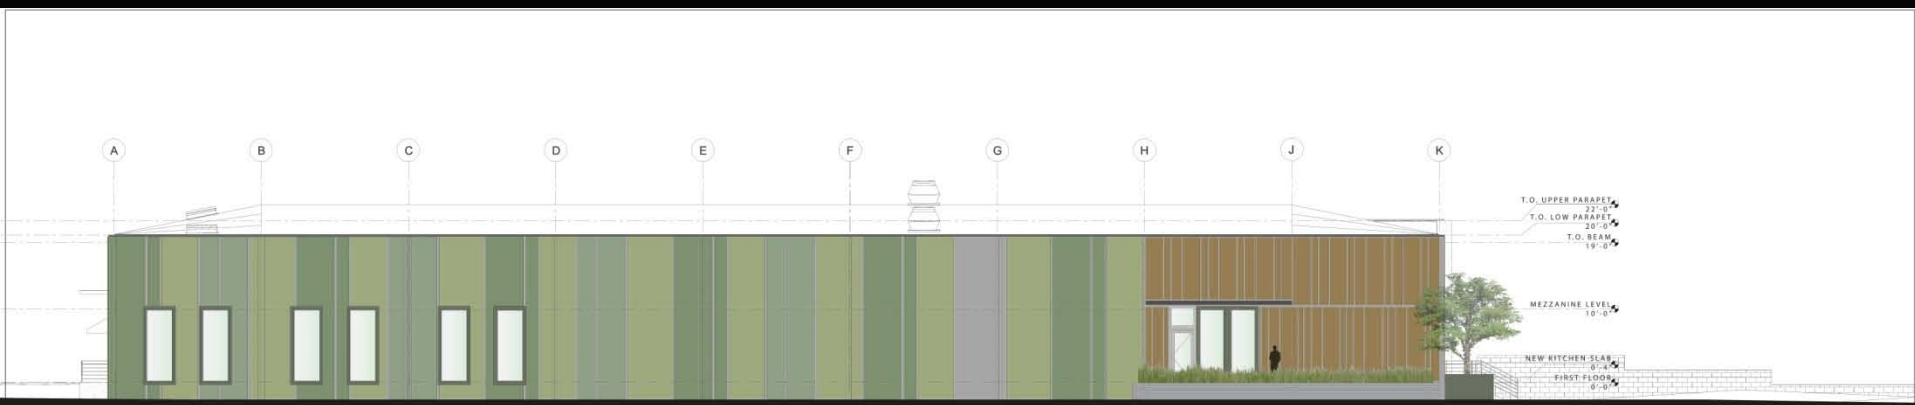 A B C D E F G H J K
T.O. UPPER PARAPET
22'-0"
T.O. LOW PARAPET
20'-0"
T.O. BEAM
19'-0"
MEZZANINE LEVEL
10'-0"
NEW KITCHEN SLAB
0'-4"
FIRST FLOOR
0'-0"